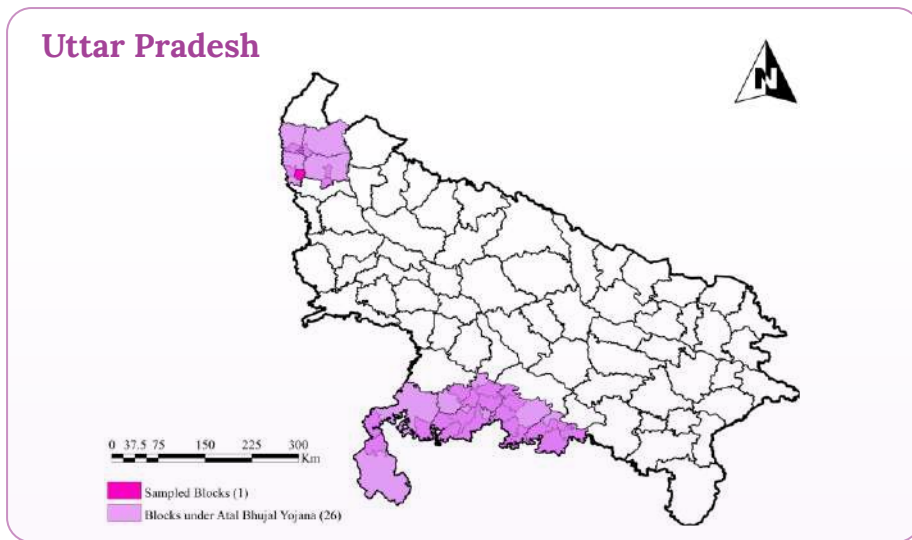 Uttar Pradesh
N
0 37.5 75 150 225 300
Km
Sampled Blocks (1)
Blocks under Atal Bhujal Yojana (26)